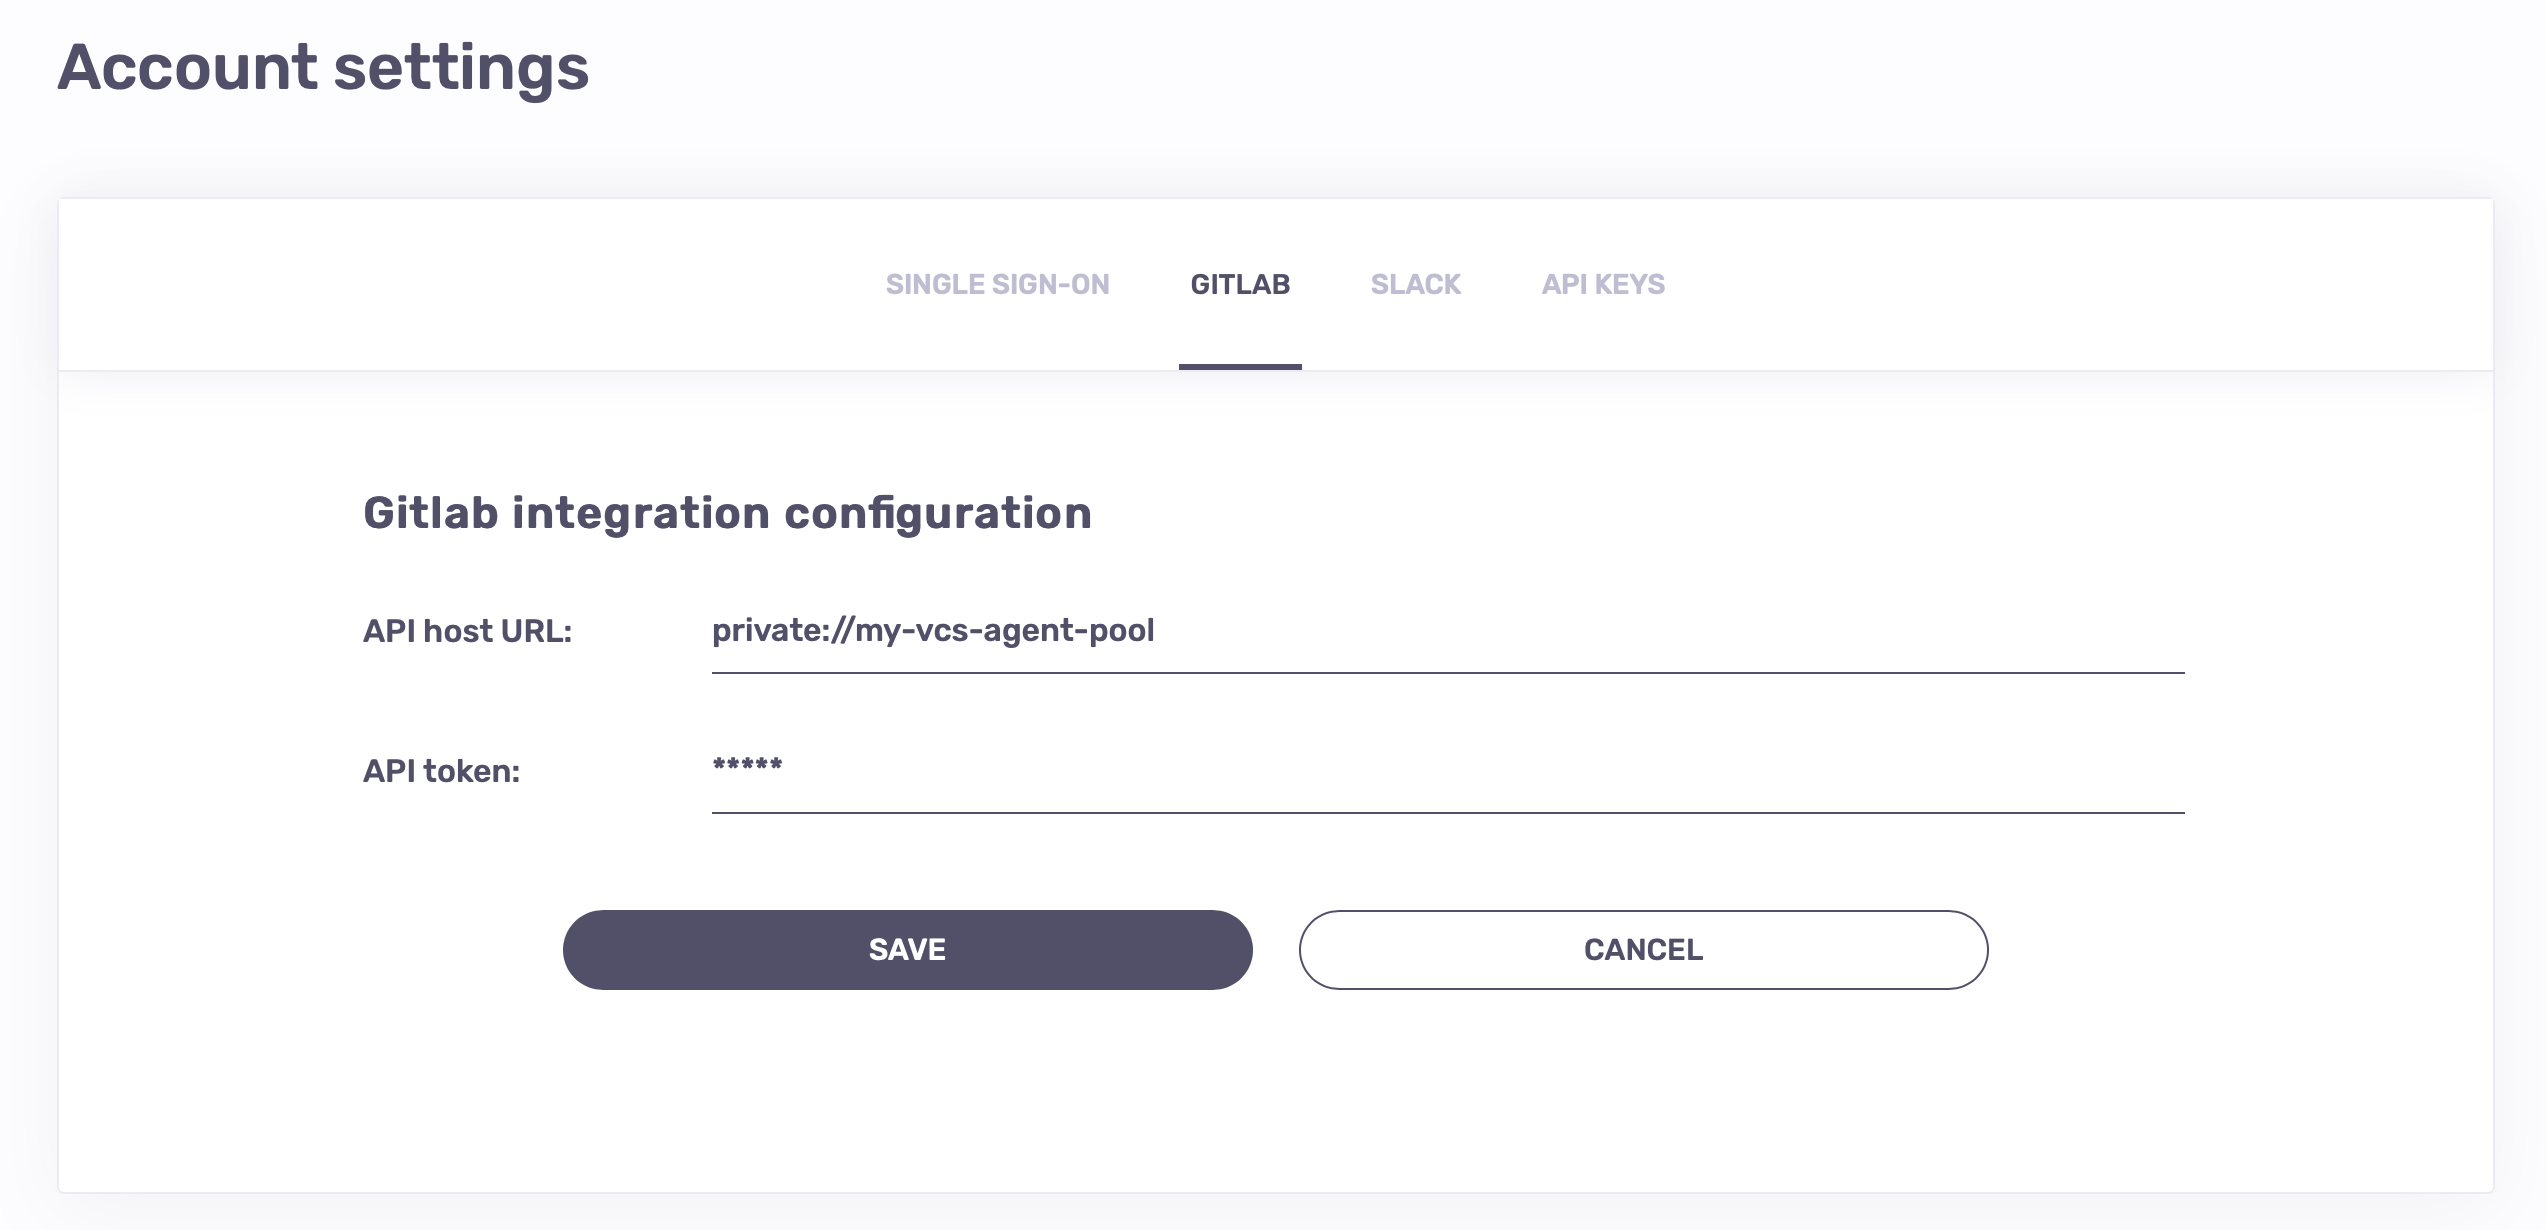 Account settings
SINGLE SIGN-ON GITLAB SLACK API KEYS
Gitlab integration configuration
API host URL: private://my-vcs-agent-pool
API token: *****
SAVE CANCEL